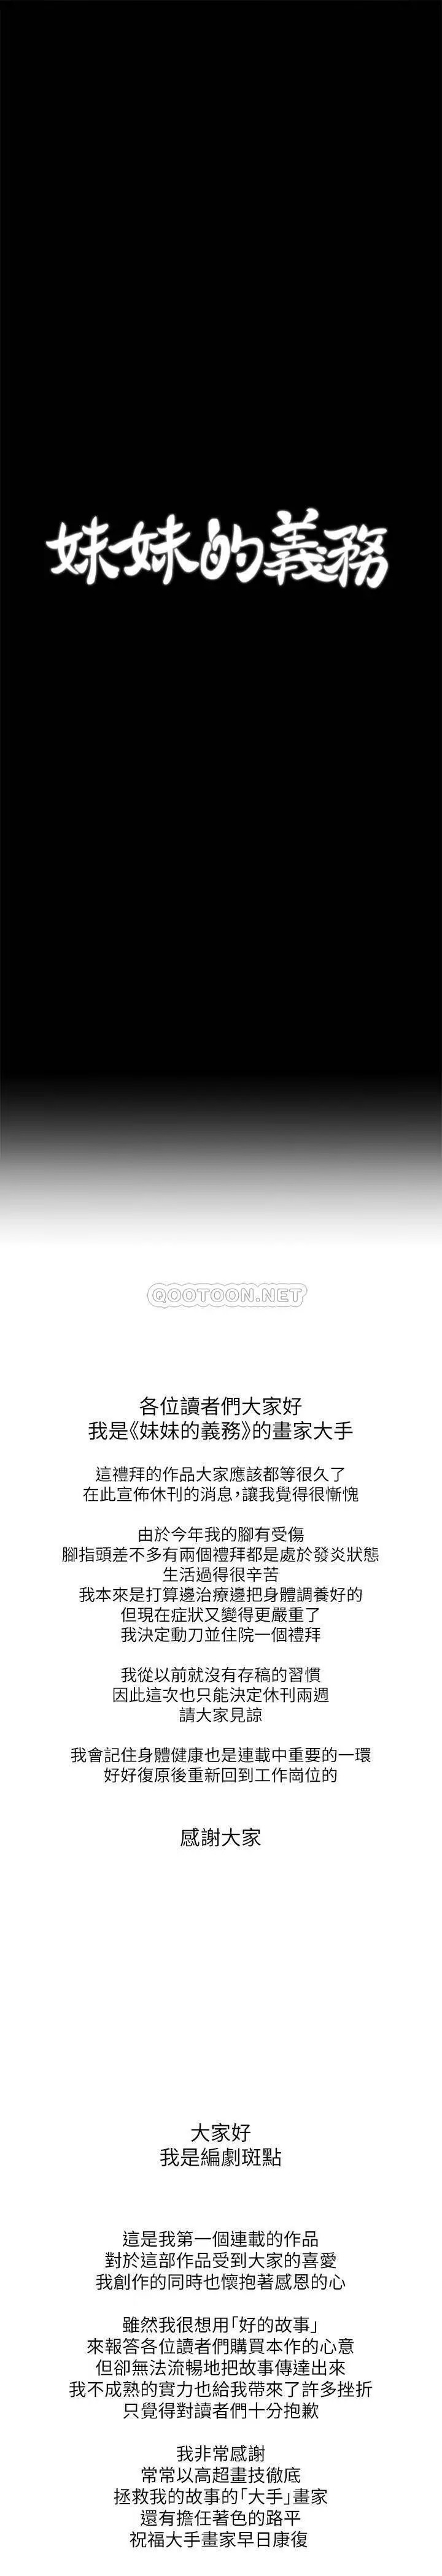 妹妹的義務
QOOTOON.NET
各位讀者們大家好
我是《妹妹的義務》的畫家大手
這禮拜的作品大家應該都等很久了
在此宣佈休刊的消息，讓我覺得很慚愧
由於今年我的腳有受傷
腳指頭差不多有兩個禮拜都是處於發炎狀態
生活過得很辛苦
我本來是打算邊治療邊把身體調養好的
但現在症狀又變得更嚴重了
我決定動刀並住院一個禮拜
我從以前就沒有存稿的習慣
因此這次也只能決定休刊兩週
請大家見諒
我會記住身體健康也是連載中重要的一環
好好復原後重新回到工作崗位的
感謝大家
大家好
我是編劇斑點
這是我第一個連載的作品
對於這部作品受到大家的喜愛
我創作的同時也懷抱著感恩的心
雖然我很想用「好的故事」
來報答各位讀者們購買本作的心意
但卻無法流暢地把故事傳達出來
我不成熟的實力也給我帶來了許多挫折
只覺得對讀者們十分抱歉
我非常感謝
常常以高超畫技徹底
拯救我的故事的「大手」畫家
還有擔任著色的路平
祝福大手畫家早日康復